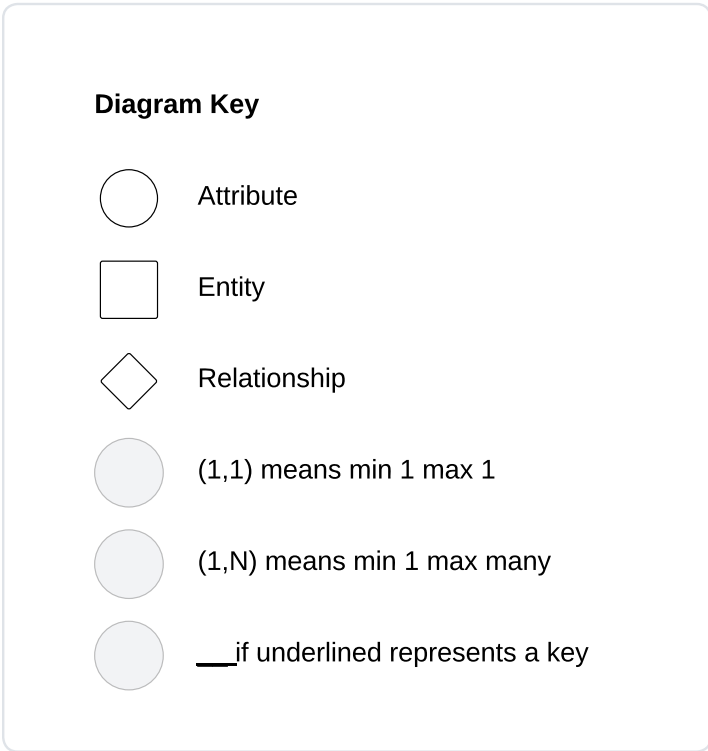 Diagram Key
Attribute
Entity
Relationship
(1,1) means min 1 max 1
(1,N) means min 1 max many
___if underlined represents a key